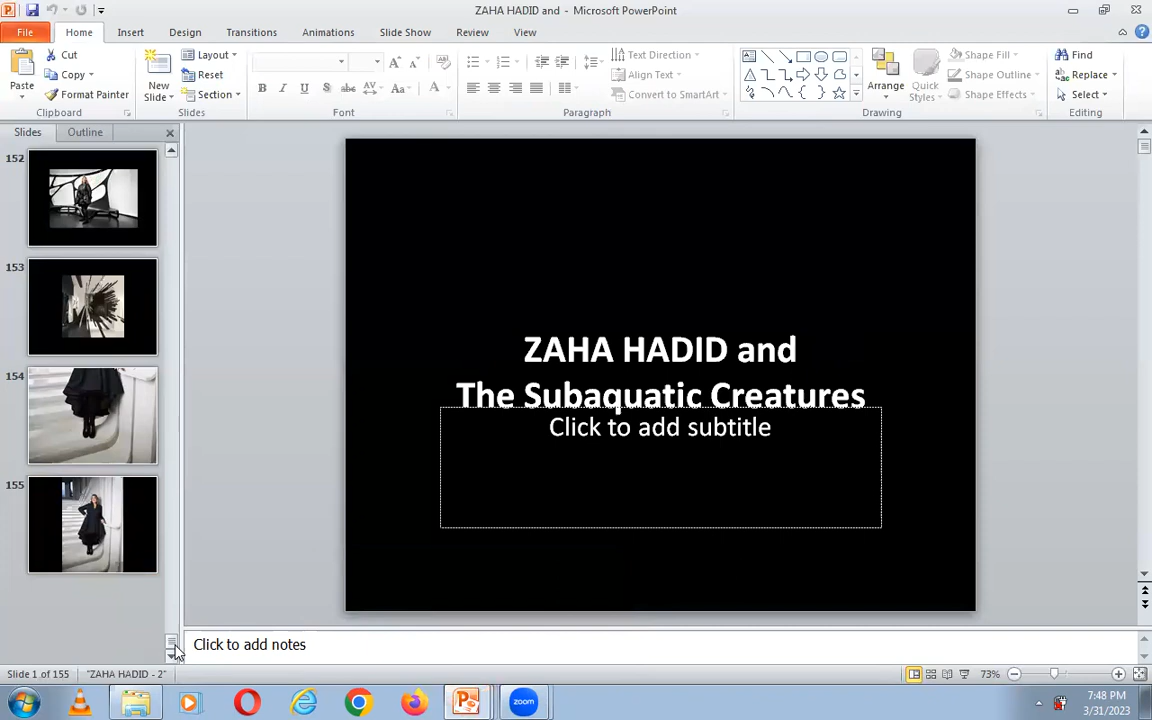 ZAHA HADID and - Microsoft PowerPoint
File Home Insert Design Transitions Animations Slide Show Review View
Paste
Cut
Copy
Format Painter
Clipboard
New
Slide
Layout
Reset
Section
Slides
Font
Text Direction
Align Text
Convert to SmartArt
Paragraph
Arrange
Quick
Styles
Shape Fill
Shape Outline
Shape Effects
Drawing
Find
Replace
Select
Editing
Slides Outline
152
153
154
155
ZAHA HADID and
The Subaquatic Creatures
Click to add subtitle
Click to add notes
Slide 1 of 155 "ZAHA HADID - 2" 73%
zoom
7:48 PM
3/31/2023